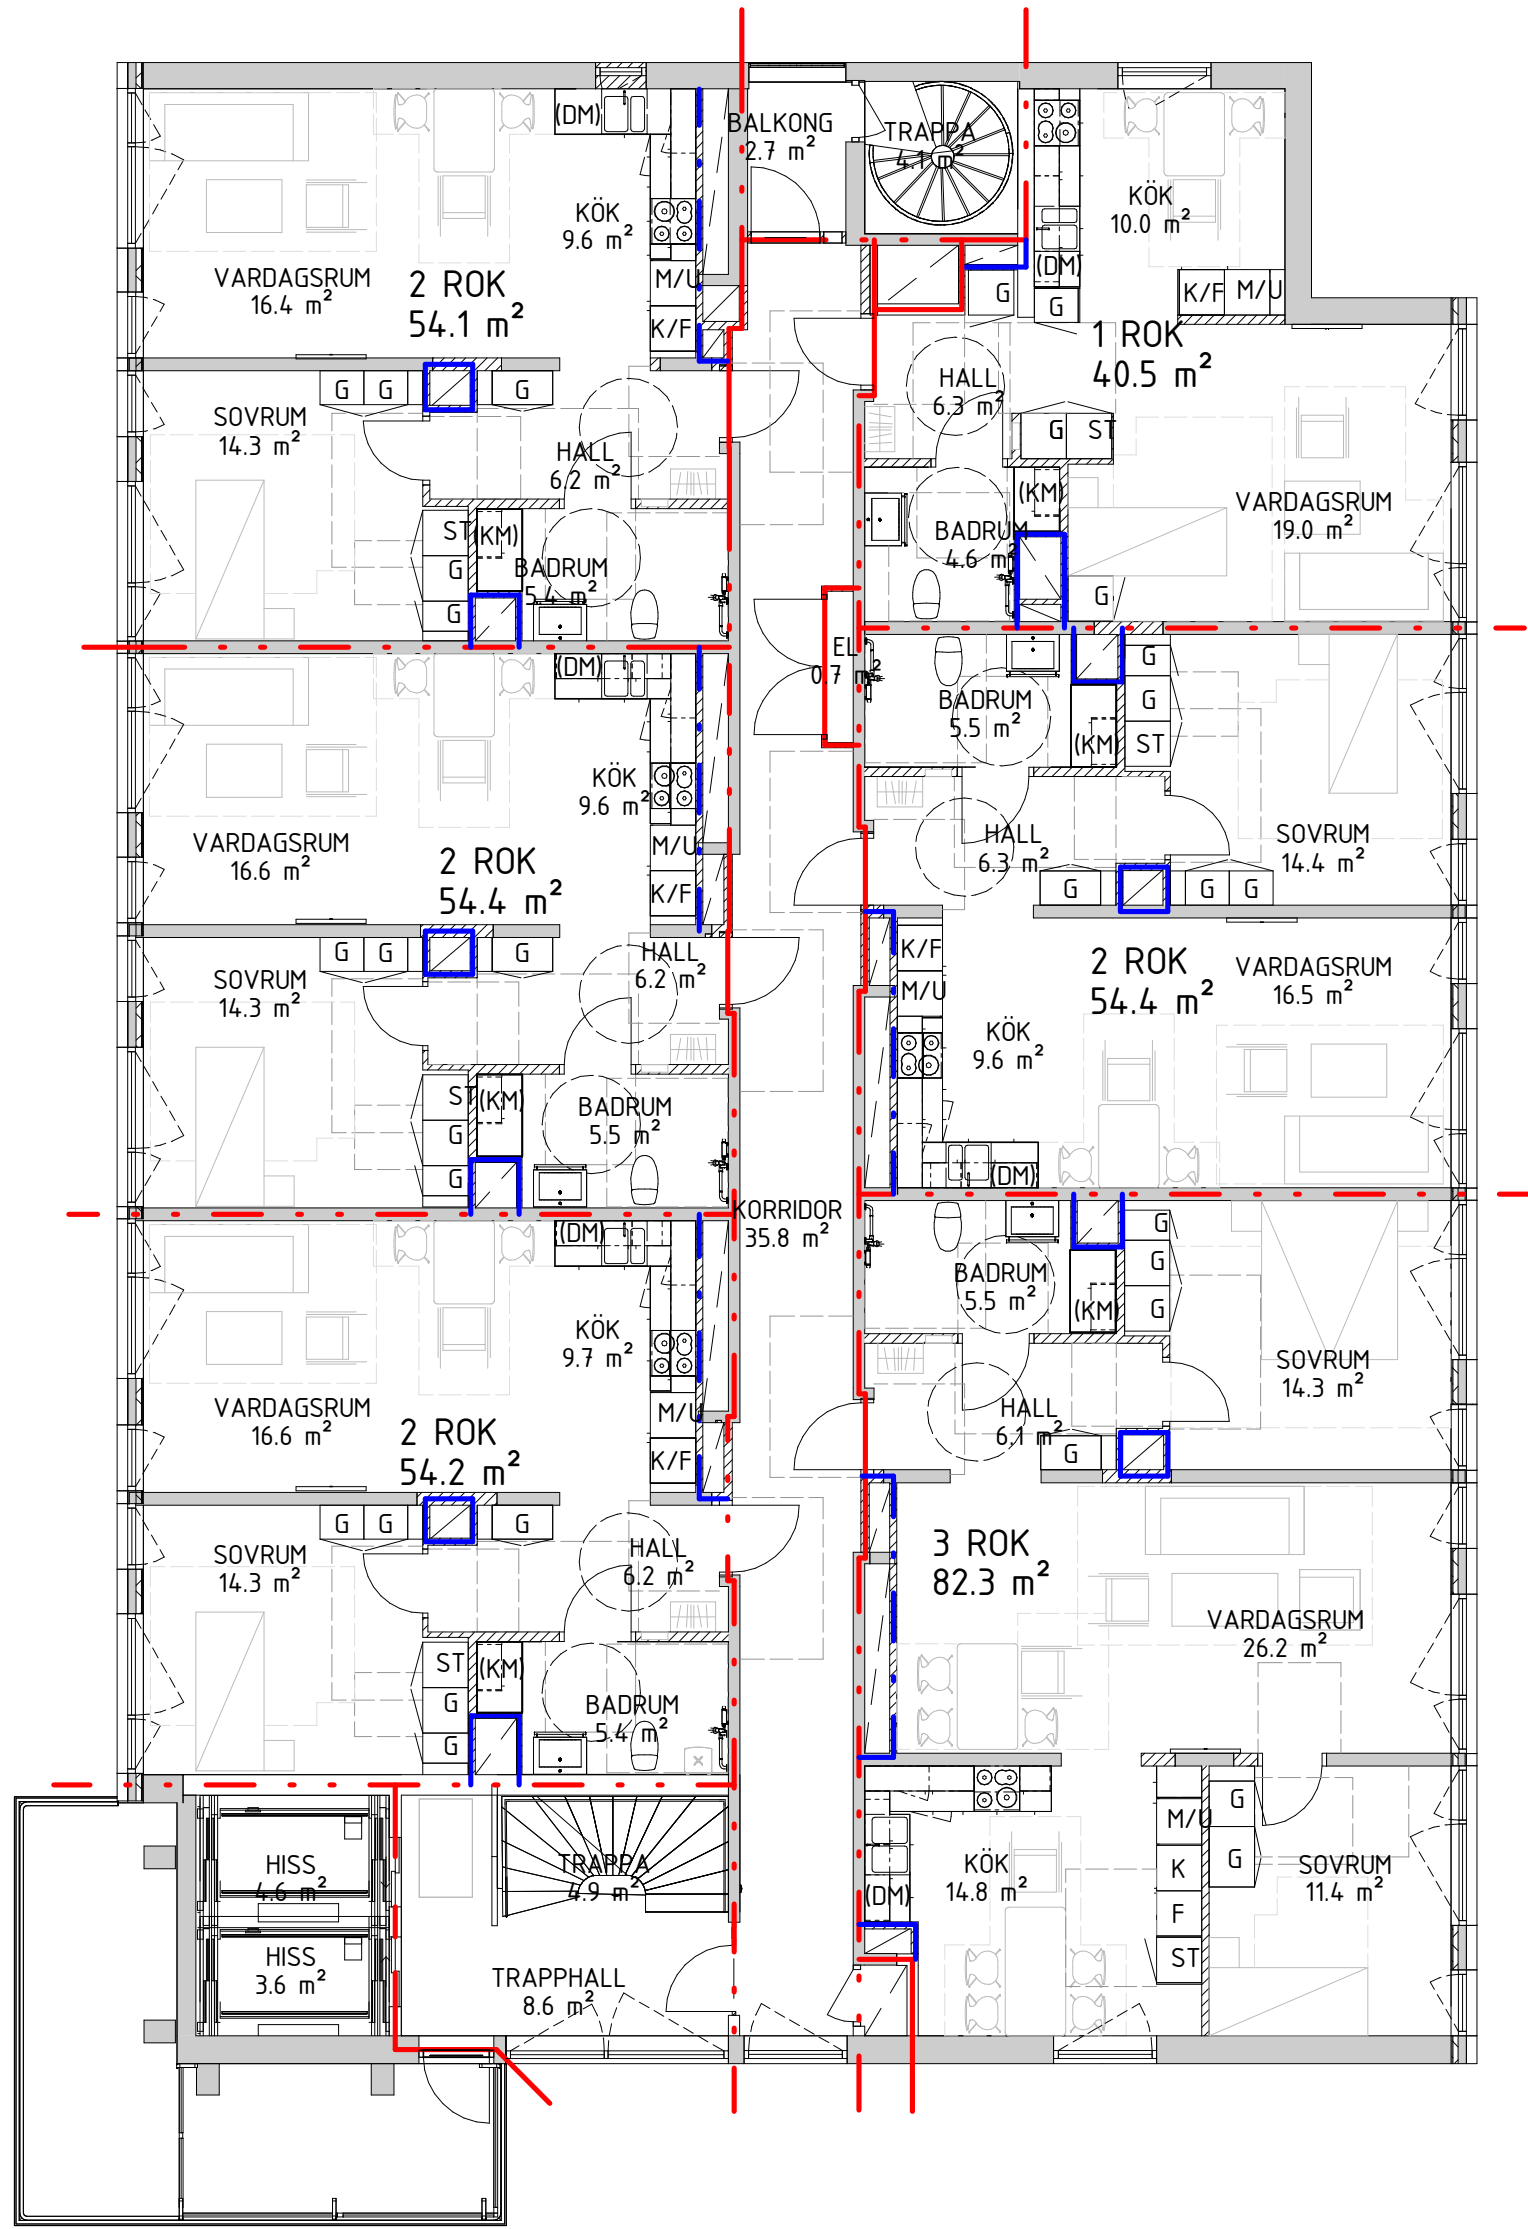 (DM)
BALKONG
2.7 m²
TRAPPA
4.1 m²
KÖK
9.6 m²
KÖK
10.0 m²
VARDAGSRUM
16.4 m²
2 ROK
54.1 m²
M/U
K/F
(DM)
G
G
K/F
M/U
1 ROK
40.5 m²
G
G
G
SOVRUM
14.3 m²
HALL
6.2 m²
HALL
6.3 m²
G
ST
ST
(KM)
G
G
BADRUM
5.4 m²
(KM)
BADRUM
4.6 m²
VARDAGSRUM
19.0 m²
G
EL
0.7 m²
(DM)
KÖK
9.6 m²
VARDAGSRUM
16.6 m²
2 ROK
54.4 m²
M/U
K/F
BADRUM
5.5 m²
(KM)
G
G
ST
HALL
6.3 m²
SOVRUM
14.4 m²
G
G
G
G
G
G
SOVRUM
14.3 m²
HALL
6.2 m²
K/F
M/U
2 ROK
54.4 m²
VARDAGSRUM
16.5 m²
KÖK
9.6 m²
ST
(KM)
G
G
BADRUM
5.5 m²
(DM)
KORRIDOR
35.8 m²
(DM)
KÖK
9.7 m²
VARDAGSRUM
16.6 m²
2 ROK
54.2 m²
M/U
K/F
BADRUM
5.5 m²
(KM)
G
G
G
SOVRUM
14.3 m²
HALL
6.1 m²
G
G
G
G
SOVRUM
14.3 m²
HALL
6.2 m²
3 ROK
82.3 m²
VARDAGSRUM
26.2 m²
ST
(KM)
G
G
BADRUM
5.4 m²
HISS
4.6 m²
TRAPPA
4.9 m²
HISS
3.6 m²
TRAPPHALL
8.6 m²
(DM)
KÖK
14.8 m²
M/U
K
F
ST
G
G
SOVRUM
11.4 m²